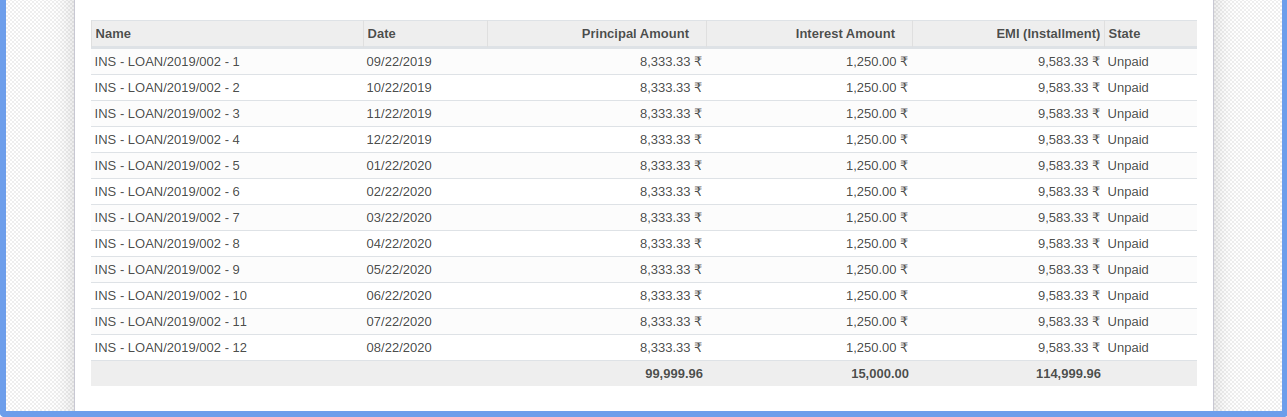 Name Date Principal Amount Interest Amount EMI (Installment) State
INS - LOAN/2019/002 - 1 09/22/2019 8,333.33 ₹ 1,250.00 ₹ 9,583.33 ₹ Unpaid
INS - LOAN/2019/002 - 2 10/22/2019 8,333.33 ₹ 1,250.00 ₹ 9,583.33 ₹ Unpaid
INS - LOAN/2019/002 - 3 11/22/2019 8,333.33 ₹ 1,250.00 ₹ 9,583.33 ₹ Unpaid
INS - LOAN/2019/002 - 4 12/22/2019 8,333.33 ₹ 1,250.00 ₹ 9,583.33 ₹ Unpaid
INS - LOAN/2019/002 - 5 01/22/2020 8,333.33 ₹ 1,250.00 ₹ 9,583.33 ₹ Unpaid
INS - LOAN/2019/002 - 6 02/22/2020 8,333.33 ₹ 1,250.00 ₹ 9,583.33 ₹ Unpaid
INS - LOAN/2019/002 - 7 03/22/2020 8,333.33 ₹ 1,250.00 ₹ 9,583.33 ₹ Unpaid
INS - LOAN/2019/002 - 8 04/22/2020 8,333.33 ₹ 1,250.00 ₹ 9,583.33 ₹ Unpaid
INS - LOAN/2019/002 - 9 05/22/2020 8,333.33 ₹ 1,250.00 ₹ 9,583.33 ₹ Unpaid
INS - LOAN/2019/002 - 10 06/22/2020 8,333.33 ₹ 1,250.00 ₹ 9,583.33 ₹ Unpaid
INS - LOAN/2019/002 - 11 07/22/2020 8,333.33 ₹ 1,250.00 ₹ 9,583.33 ₹ Unpaid
INS - LOAN/2019/002 - 12 08/22/2020 8,333.33 ₹ 1,250.00 ₹ 9,583.33 ₹ Unpaid
99,999.96 15,000.00 114,999.96